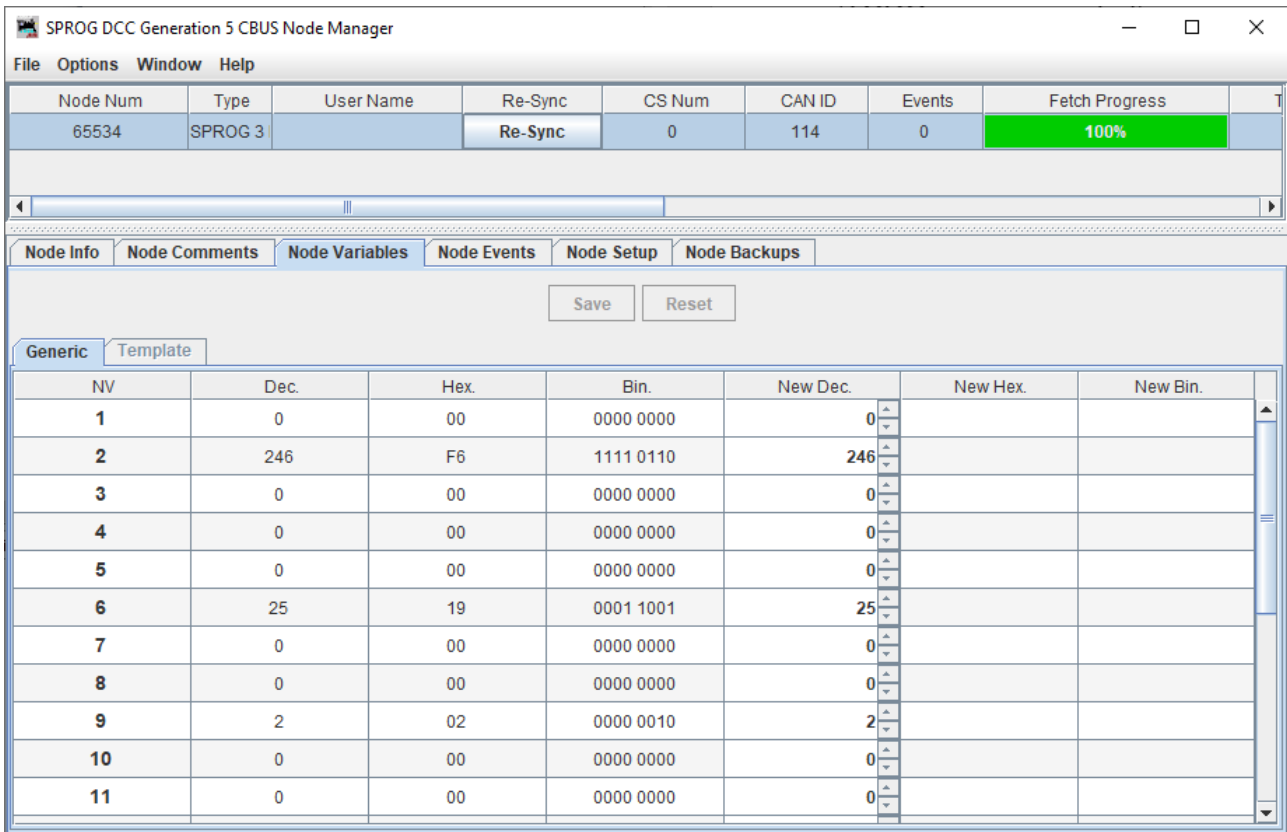 SPROG DCC Generation 5 CBUS Node Manager
File Options Window Help
Node Num Type User Name Re-Sync CS Num CAN ID Events Fetch Progress T
65534 SPROG 3 Re-Sync 0 114 0 100%
Node Info Node Comments Node Variables Node Events Node Setup Node Backups
Save Reset
Generic Template
NV Dec. Hex. Bin. New Dec. New Hex. New Bin.
1 0 00 0000 0000 0
2 246 F6 1111 0110 246
3 0 00 0000 0000 0
4 0 00 0000 0000 0
5 0 00 0000 0000 0
6 25 19 0001 1001 25
7 0 00 0000 0000 0
8 0 00 0000 0000 0
9 2 02 0000 0010 2
10 0 00 0000 0000 0
11 0 00 0000 0000 0